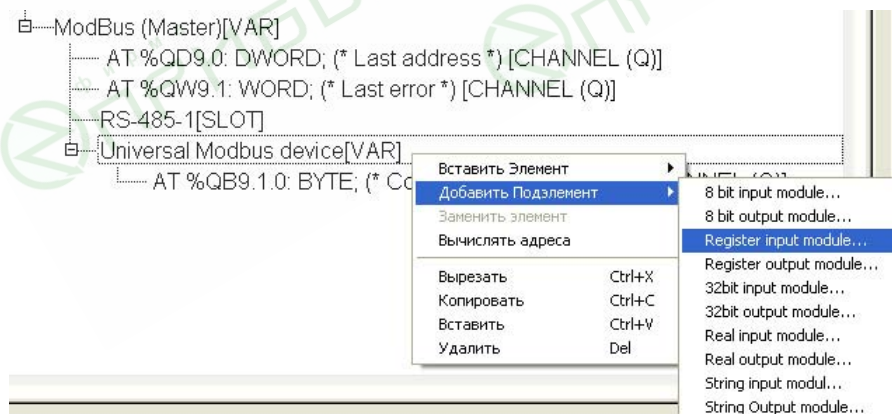 ModBus (Master)[VAR]
AT %QD9.0: DWORD; (* Last address *) [CHANNEL (Q)]
AT %QW9.1: WORD; (* Last error *) [CHANNEL (Q)]
RS-485-1[SLOT]
Universal Modbus device[VAR]
AT %QB9.1.0: BYTE; (* Co
Вставить Элемент
Добавить Подэлемент
Заменить элемент
Вычислять адреса
Вырезать Ctrl+X
Копировать Ctrl+C
Вставить Ctrl+V
Удалить Del
8 bit input module...
8 bit output module...
Register input module...
Register output module...
32bit input module...
32bit output module...
Real input module...
Real output module...
String input modul...
String Output module...